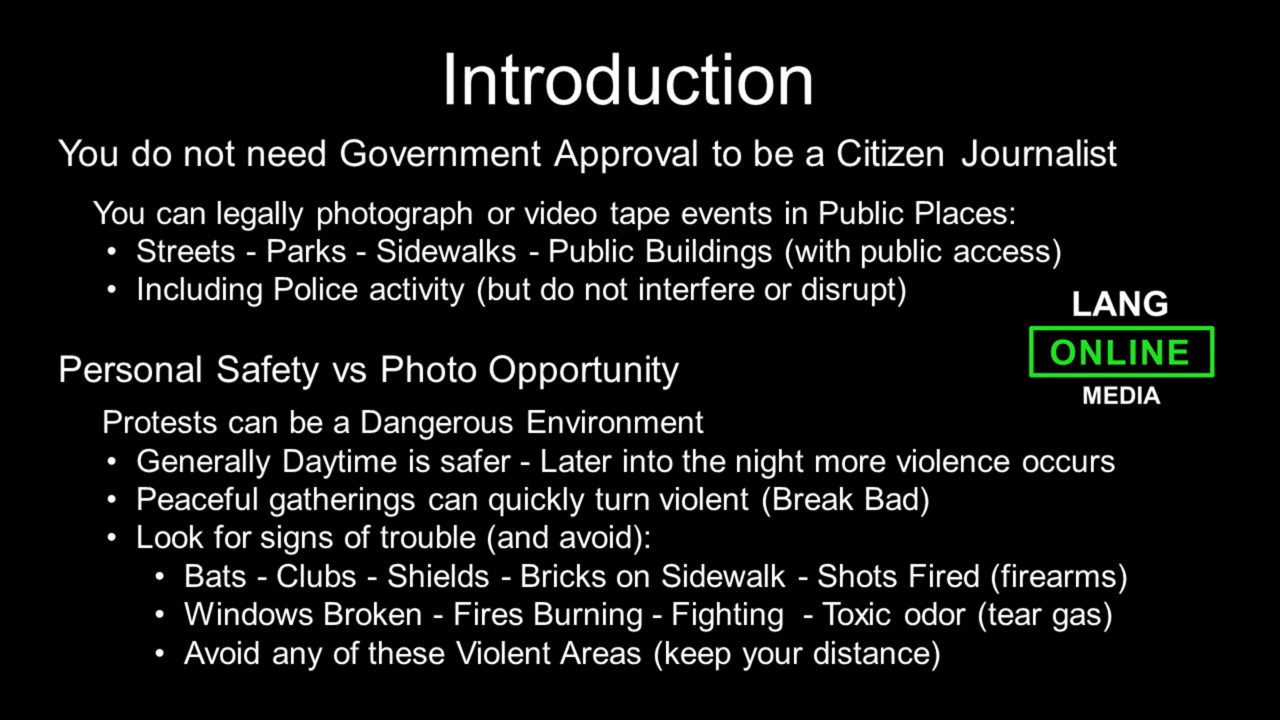 Introduction
You do not need Government Approval to be a Citizen Journalist
You can legally photograph or video tape events in Public Places:
• Streets - Parks - Sidewalks - Public Buildings (with public access)
• Including Police activity (but do not interfere or disrupt)
LANG
ONLINE
MEDIA
Personal Safety vs Photo Opportunity
Protests can be a Dangerous Environment
• Generally Daytime is safer - Later into the night more violence occurs
• Peaceful gatherings can quickly turn violent (Break Bad)
• Look for signs of trouble (and avoid):
• Bats - Clubs - Shields - Bricks on Sidewalk - Shots Fired (firearms)
• Windows Broken - Fires Burning - Fighting - Toxic odor (tear gas)
• Avoid any of these Violent Areas (keep your distance)